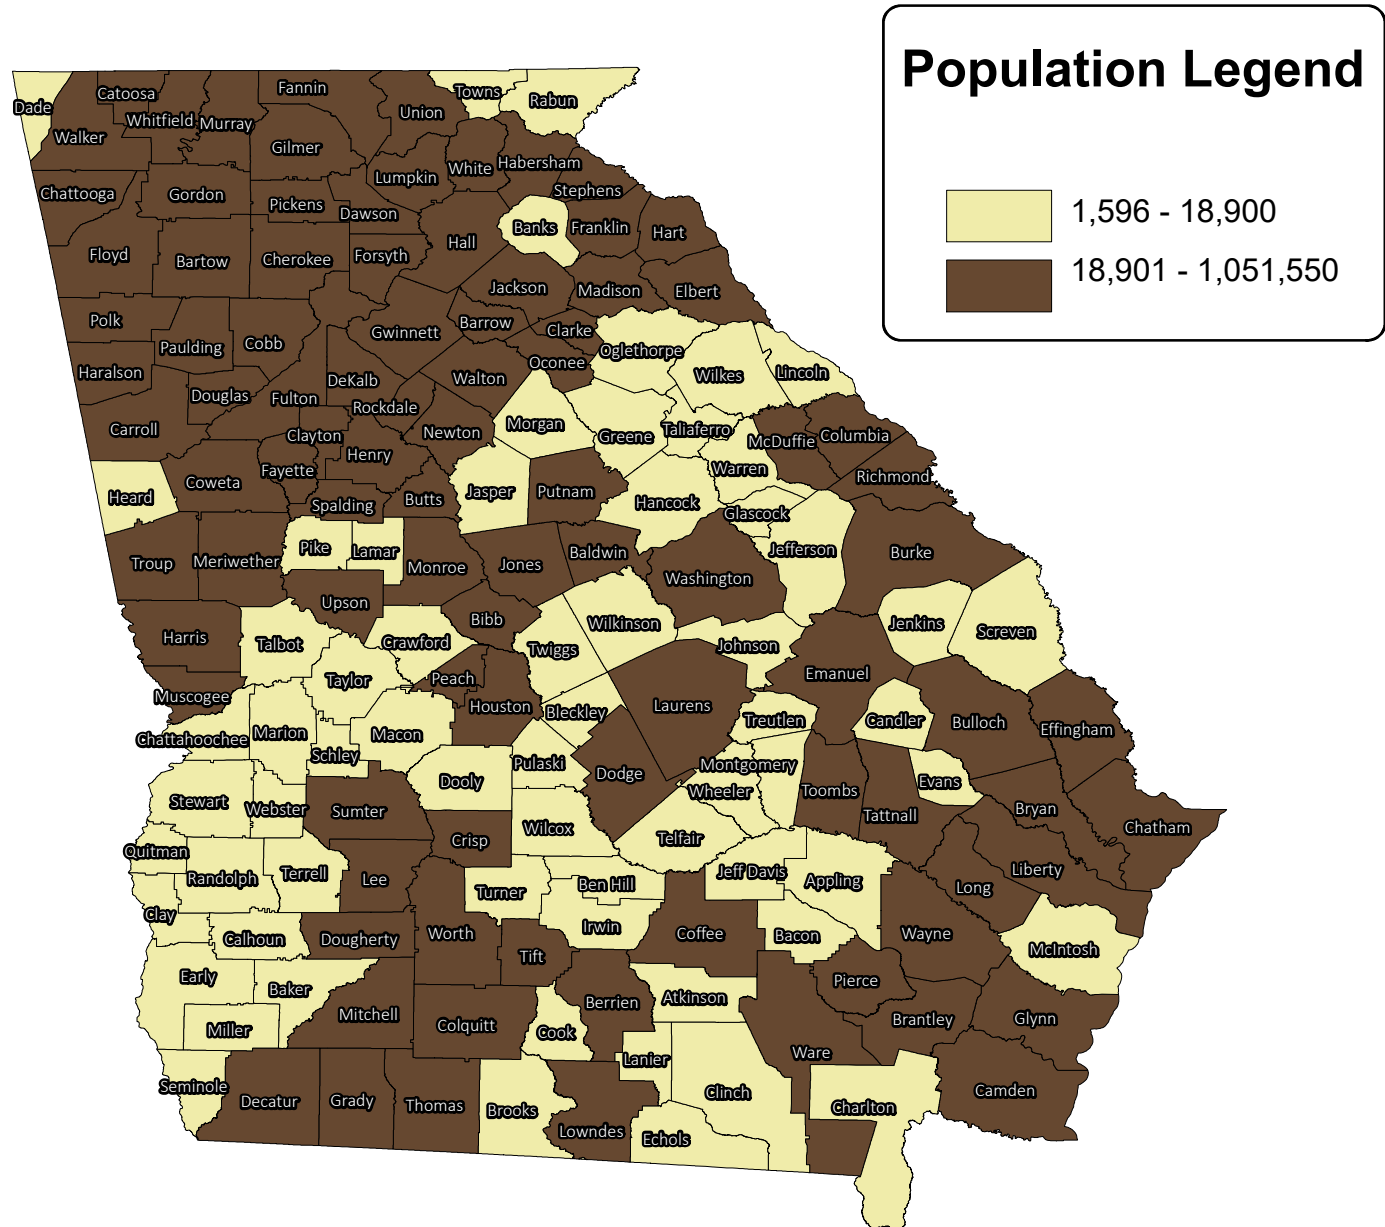 Population Legend
1,596 - 18,900
18,901 - 1,051,550
Dade
Catoosa
Whitfield
Murray
Fannin
Union
Towns
Rabun
Walker
Gilmer
Lumpkin
White
Habersham
Stephens
Chattooga
Gordon
Pickens
Dawson
Hall
Banks
Franklin
Hart
Floyd
Bartow
Cherokee
Forsyth
Jackson
Madison
Elbert
Polk
Paulding
Cobb
Gwinnett
Barrow
Clarke
Oconee
Oglethorpe
Wilkes
Lincoln
Haralson
Douglas
Fulton
DeKalb
Rockdale
Walton
Morgan
Greene
Taliaferro
McDuffie
Columbia
Carroll
Clayton
Henry
Newton
Fayette
Warren
Richmond
Heard
Coweta
Spalding
Butts
Jasper
Putnam
Hancock
Glascock
Troup
Meriwether
Pike
Lamar
Monroe
Jones
Baldwin
Washington
Jefferson
Burke
Upson
Bibb
Wilkinson
Johnson
Jenkins
Screven
Harris
Talbot
Crawford
Twiggs
Emanuel
Taylor
Peach
Houston
Muscogee
Bleckley
Laurens
Treutlen
Candler
Bulloch
Effingham
Chattahoochee
Marion
Schley
Macon
Pulaski
Dodge
Montgomery
Wheeler
Toombs
Evans
Stewart
Webster
Sumter
Dooly
Crisp
Wilcox
Telfair
Tattnall
Bryan
Chatham
Quitman
Randolph
Terrell
Lee
Turner
Ben Hill
Jeff Davis
Appling
Long
Liberty
Clay
Calhoun
Dougherty
Worth
Tift
Irwin
Coffee
Bacon
Wayne
McIntosh
Early
Baker
Miller
Mitchell
Colquitt
Cook
Berrien
Atkinson
Pierce
Brantley
Glynn
Seminole
Decatur
Grady
Thomas
Brooks
Lanier
Lowndes
Echols
Clinch
Ware
Charlton
Camden